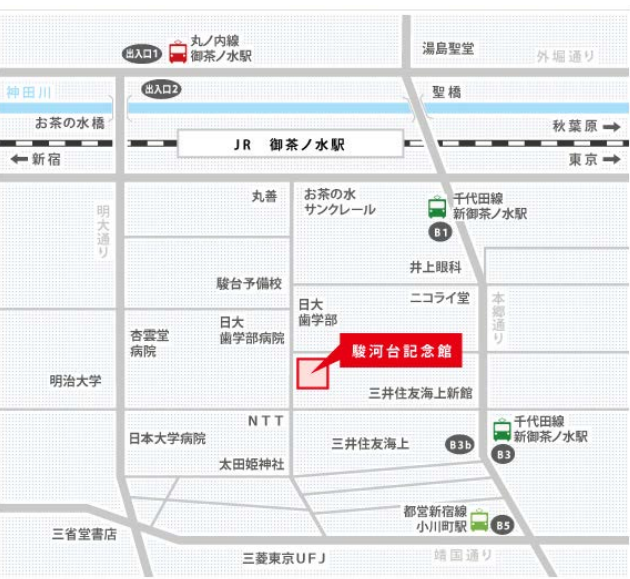 丸ノ内線
御茶ノ水駅
出入口1
湯島聖堂
外堀通り
神田川
出入口2
聖橋
お茶の水橋
秋葉原
JR 御茶ノ水駅
新宿
東京
丸善
お茶の水
サンクレール
千代田線
新御茶ノ水駅
B1
明大通り
井上眼科
駿台予備校
ニコライ堂
日大
歯学部
本郷通り
日大
歯学部病院
杏雲堂
病院
駿河台記念館
明治大学
三井住友海上新館
NTT
日本大学病院
三井住友海上
B3b
千代田線
新御茶ノ水駅
B3
太田姫神社
都営新宿線
小川町駅
B5
三省堂書店
三菱東京UFJ
靖国通り